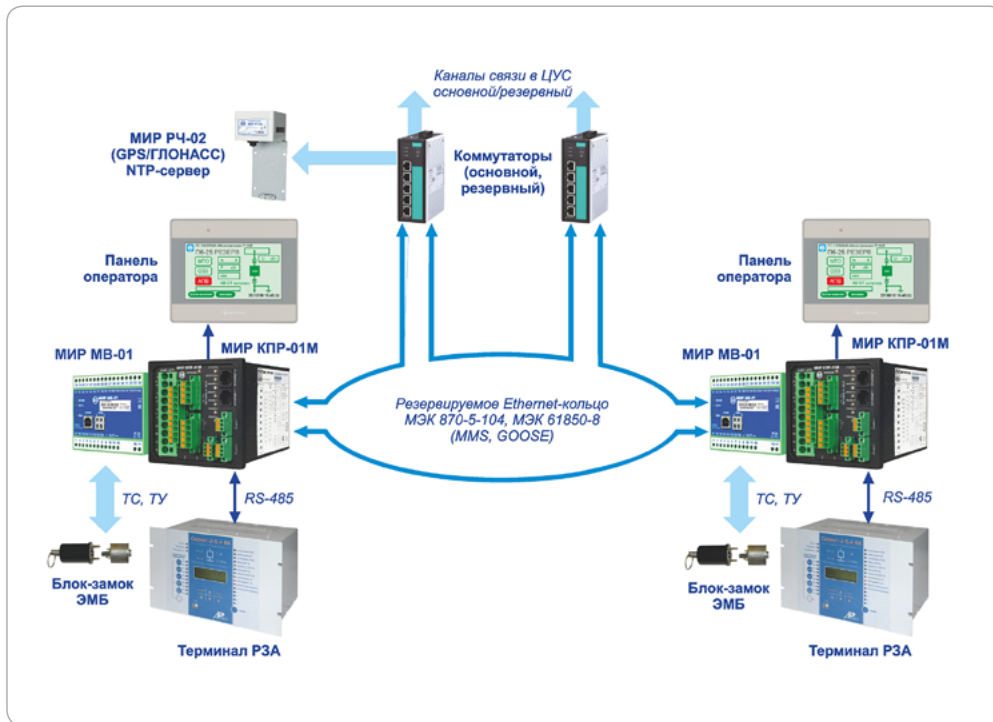 Каналы связи в ЦУС
основной/резервный
МИР РЧ-02
(GPS/ГЛОНАСС)
NTP-сервер
Коммутаторы
(основной,
резервный)
Панель
оператора
Панель
оператора
МИР МВ-01
МИР КПР-01М
МИР МВ-01
МИР КПР-01М
Резервируемое Ethernet-кольцо
МЭК 870-5-104, МЭК 61850-8
(MMS, GOOSE)
ТС, ТУ
RS-485
ТС, ТУ
RS-485
Блок-замок
ЭМБ
Блок-замок
ЭМБ
Терминал РЗА
Терминал РЗА